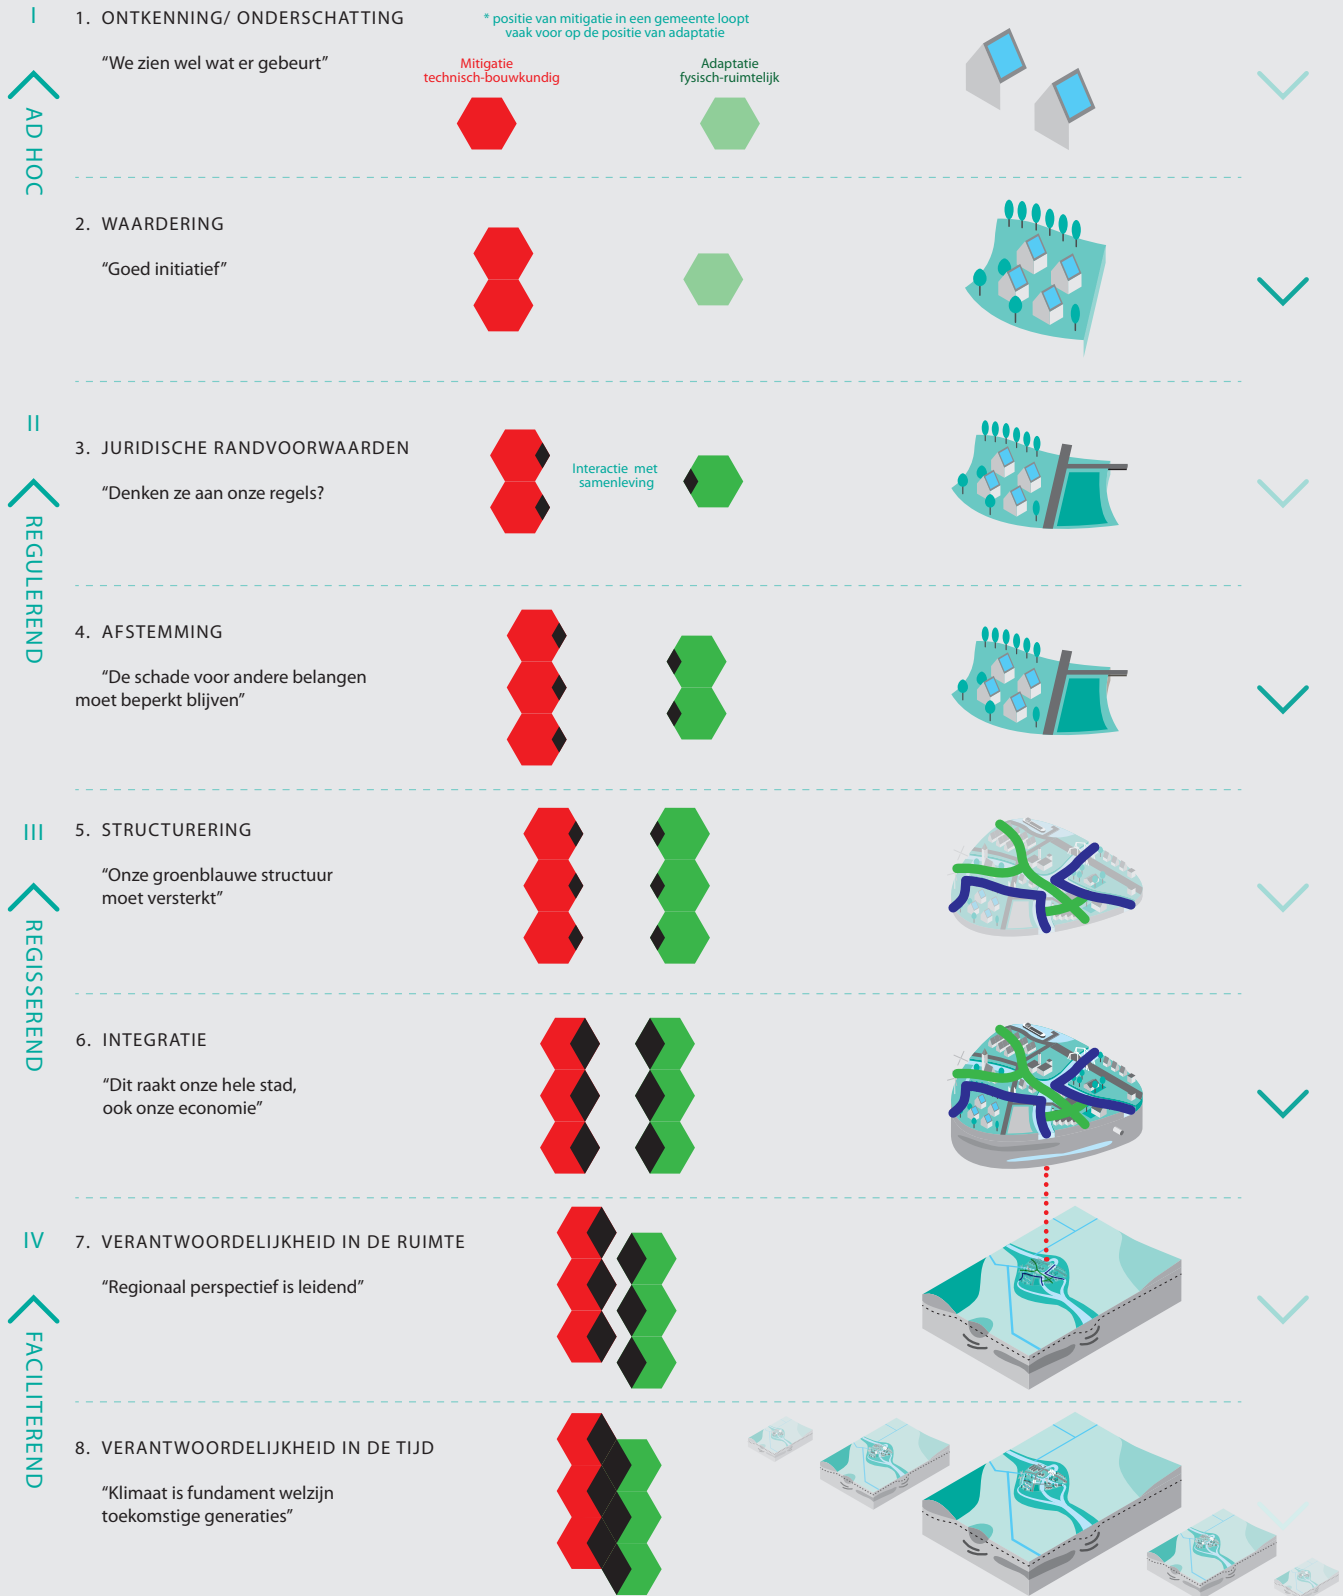 I
1. ONTKENNING/ ONDERSCHATTING
* positie van mitigatie in een gemeente loopt
vaak voor op de positie van adaptatie
“We zien wel wat er gebeurt”
Mitigatie
technisch-bouwkundig
Adaptatie
fysisch-ruimtelijk
AD HOC
2. WAARDERING
“Goed initiatief”
II
3. JURIDISCHE RANDVOORWAARDEN
“Denken ze aan onze regels?
Interactie met
samenleving
REGULEREND
4. AFSTEMMING
“De schade voor andere belangen
moet beperkt blijven”
III
5. STRUCTURERING
“Onze groenblauwe structuur
moet versterkt”
REGISSEREND
6. INTEGRATIE
“Dit raakt onze hele stad,
ook onze economie”
IV
7. VERANTWOORDELIJKHEID IN DE RUIMTE
“Regionaal perspectief is leidend”
FACILITEREND
8. VERANTWOORDELIJKHEID IN DE TIJD
“Klimaat is fundament welzijn
toekomstige generaties”